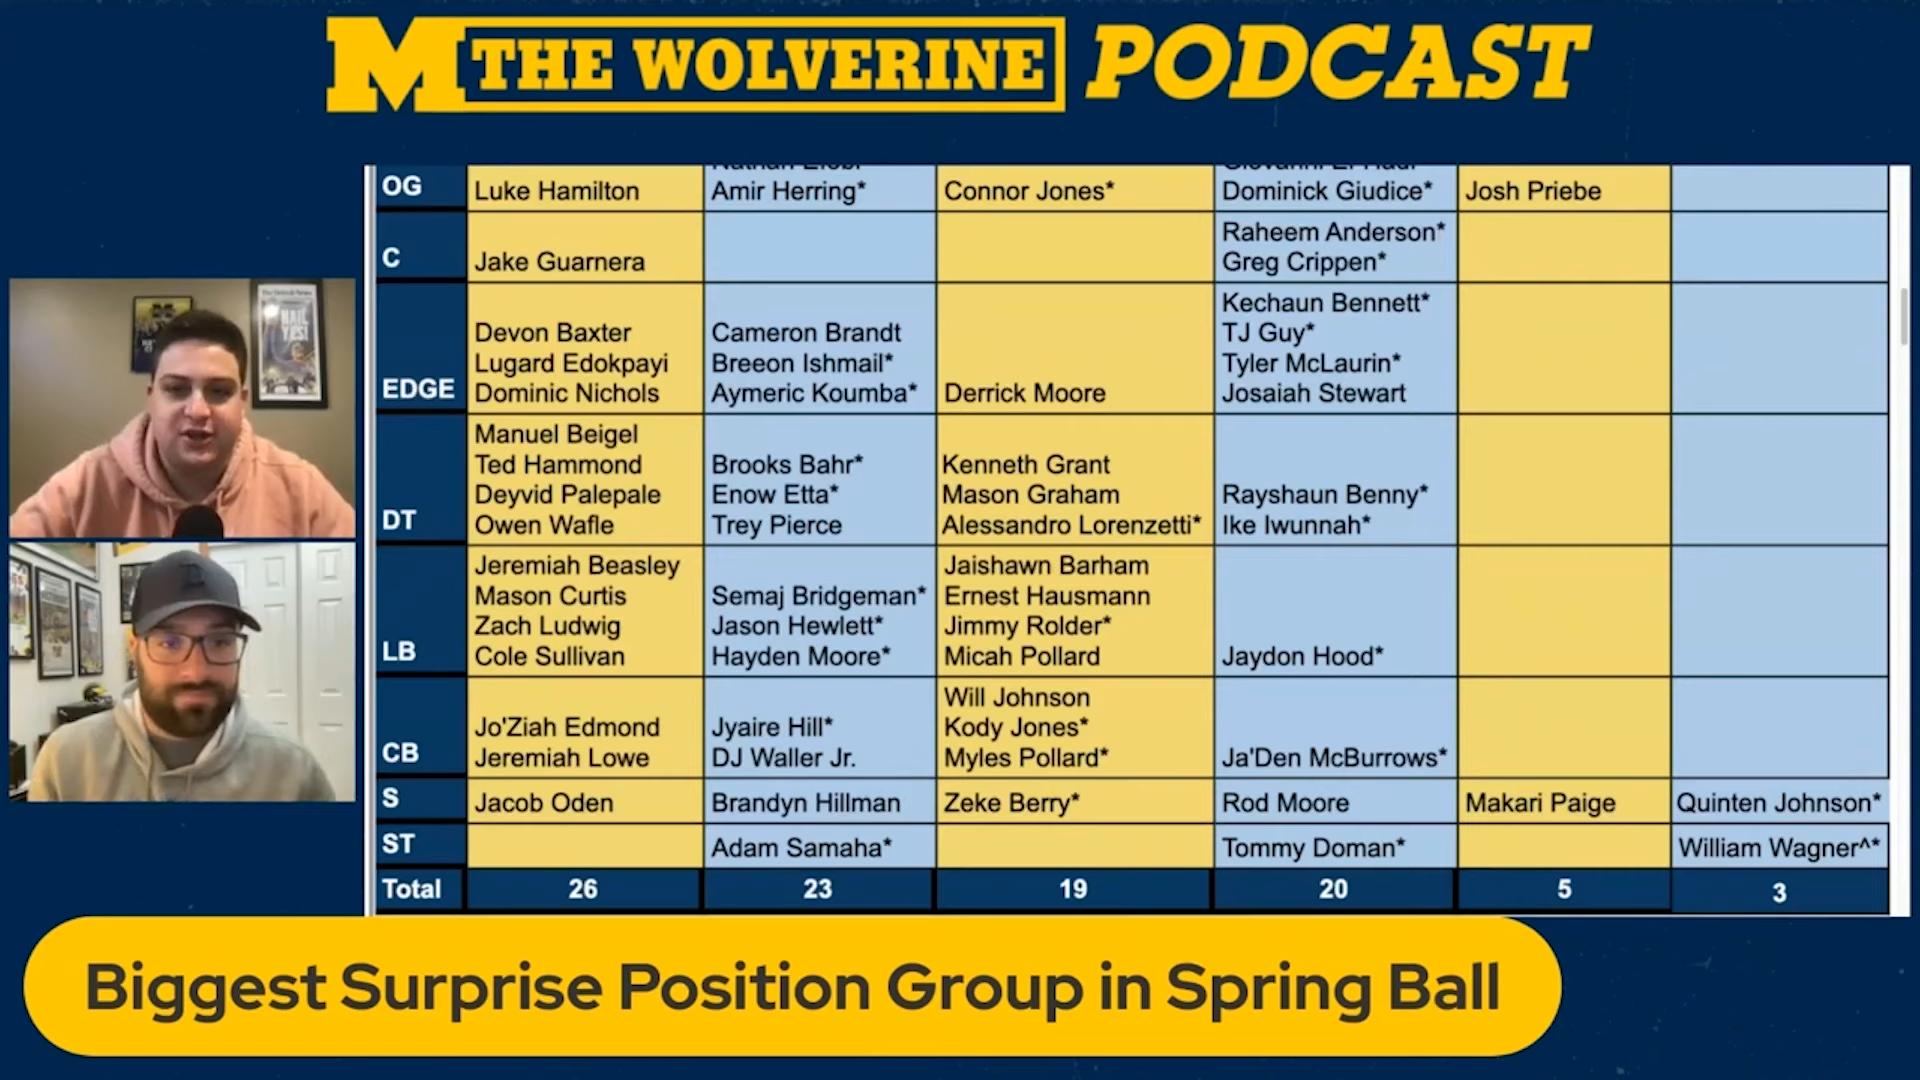 M THE WOLVERINE PODCAST
OG Luke Hamilton Amir Herring* Connor Jones* Dominick Giudice* Josh Priebe
Raheem Anderson*
C Jake Guarnera Greg Crippen*
Kechaun Bennett*
Devon Baxter Cameron Brandt TJ Guy*
Lugard Edokpayi Breeon Ishmail* Tyler McLaurin*
EDGE Dominic Nichols Aymeric Koumba* Derrick Moore Josaiah Stewart
Manuel Beigel
Ted Hammond Brooks Bahr* Kenneth Grant
Deyvid Palepale Enow Etta* Mason Graham Rayshaun Benny*
DT Owen Wafle Trey Pierce Alessandro Lorenzetti* Ike Iwunnah*
Jeremiah Beasley Jaishawn Barham
Mason Curtis Semaj Bridgeman* Ernest Hausmann
Zach Ludwig Jason Hewlett* Jimmy Rolder*
LB Cole Sullivan Hayden Moore* Micah Pollard Jaydon Hood*
Will Johnson
Jo'Ziah Edmond Jyaire Hill* Kody Jones*
CB Jeremiah Lowe DJ Waller Jr. Myles Pollard* Ja'Den McBurrows*
S Jacob Oden Brandyn Hillman Zeke Berry* Rod Moore Makari Paige Quinten Johnson*
ST Adam Samaha* Tommy Doman* William Wagner^*
Total 26 23 19 20 5 3
HAIL
YES!
Biggest Surprise Position Group in Spring Ball